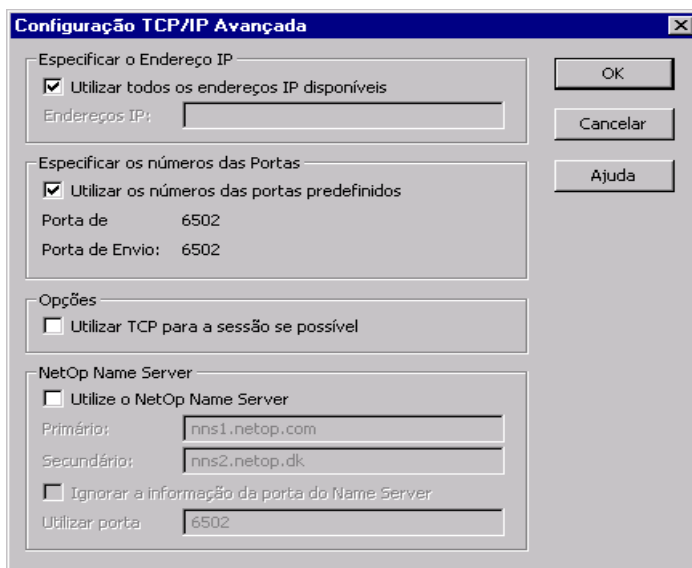 Configuração TCP/IP Avançada
Especificar o Endereço IP
Utilizar todos os endereços IP disponíveis
Endereços IP:
OK
Cancelar
Ajuda
Especificar os números das Portas
Utilizar os números das portas predefinidos
Porta de 6502
Porta de Envio: 6502
Opções
Utilizar TCP para a sessão se possível
NetOp Name Server
Utilize o NetOp Name Server
Primário: nns1.netop.com
Secundário: nns2.netop.dk
Ignorar a informação da porta do Name Server
Utilizar porta 6502